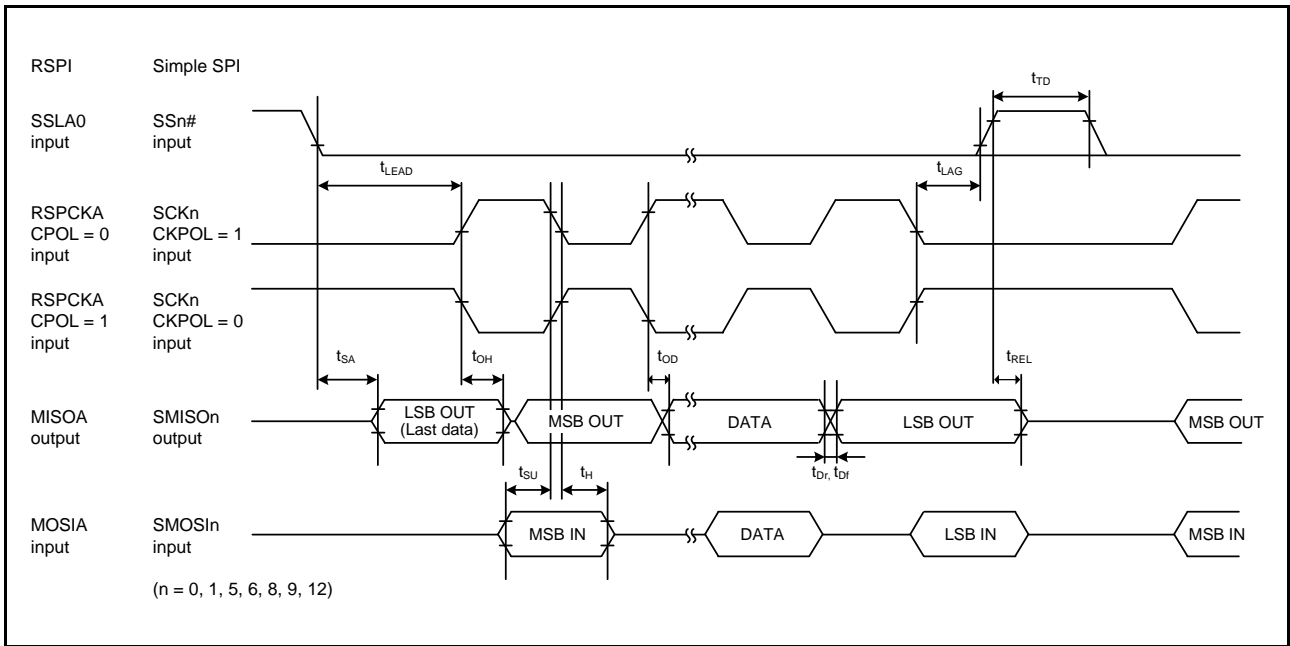 RSPI Simple SPI
tTD
SSLA0 SSn#
input input
tLEAD tLAG
RSPCKA SCKn
CPOL = 0 CKPOL = 1
input input
RSPCKA SCKn
CPOL = 1 CKPOL = 0
input input
tSA tOH tOD tREL
MISOA SMISOn
output output
LSB OUT
(Last data)
MSB OUT DATA LSB OUT MSB OUT
tDr, tDf
tSU tH
MOSIA SMOSIn
input input
MSB IN DATA LSB IN MSB IN
(n = 0, 1, 5, 6, 8, 9, 12)